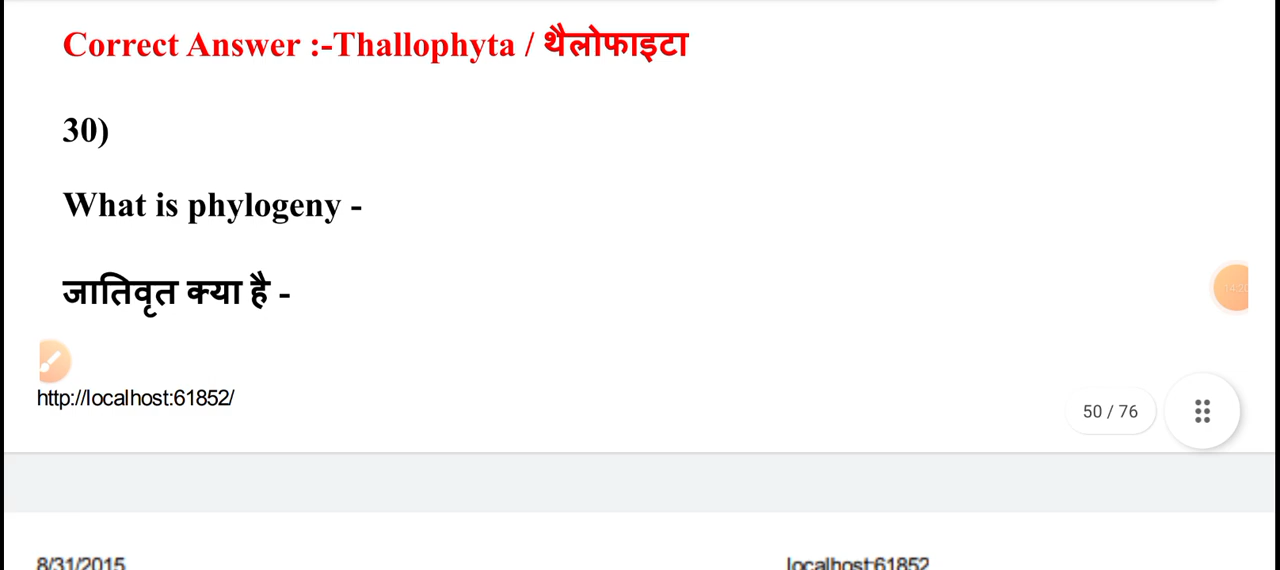 Correct Answer :-Thallophyta / थैलोफाइटा
30)
What is phylogeny -
जातिवृत क्या है -
http://localhost:61852/
50 / 76
8/31/2015
localhost:61852